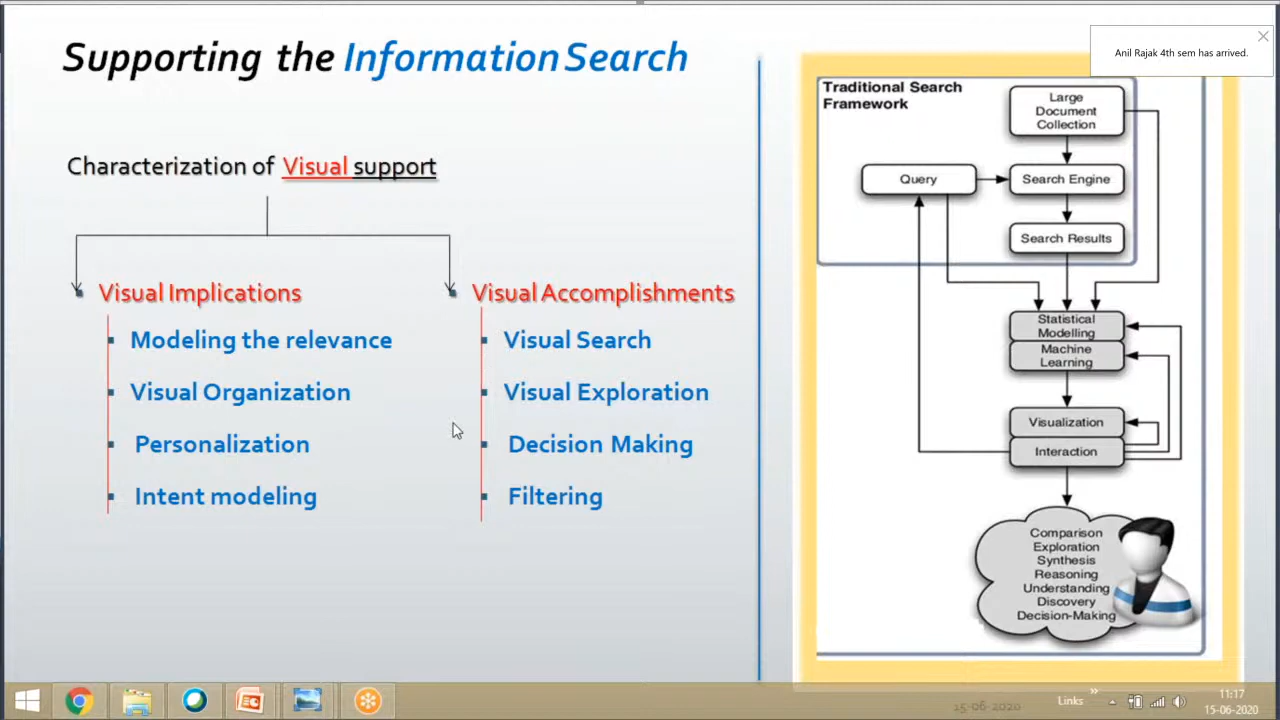 Supporting the Information Search
Anil Rajak 4th sem has arrived.
Characterization of Visual support
Visual Implications
Modeling the relevance
Visual Organization
Personalization
Intent modeling
Visual Accomplishments
Visual Search
Visual Exploration
Decision Making
Filtering
Traditional Search
Framework
Large
Document
Collection
Query
Search Engine
Search Results
Statistical
Modelling
Machine
Learning
Visualization
Interaction
Comparison
Exploration
Synthesis
Reasoning
Understanding
Discovery
Decision-Making
15-06-2020
Links
11:17
15-06-2020